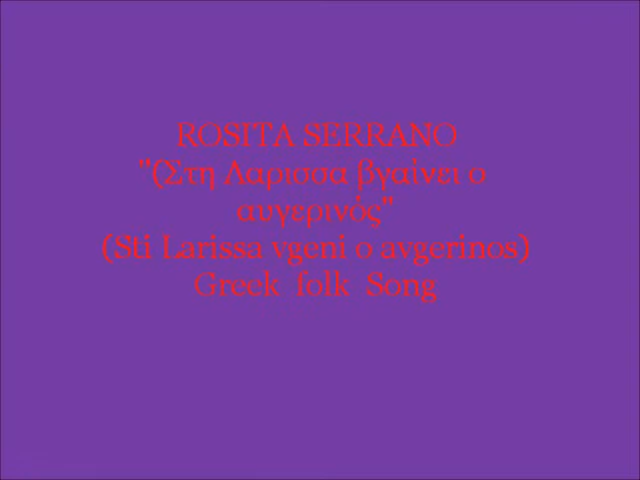 ROSITA SERRANO
"(Στη Λαρισσα βγαίνει ο
αυγερινός"
(Sti Larissa vgeni o avgerinos)
Greek folk Song